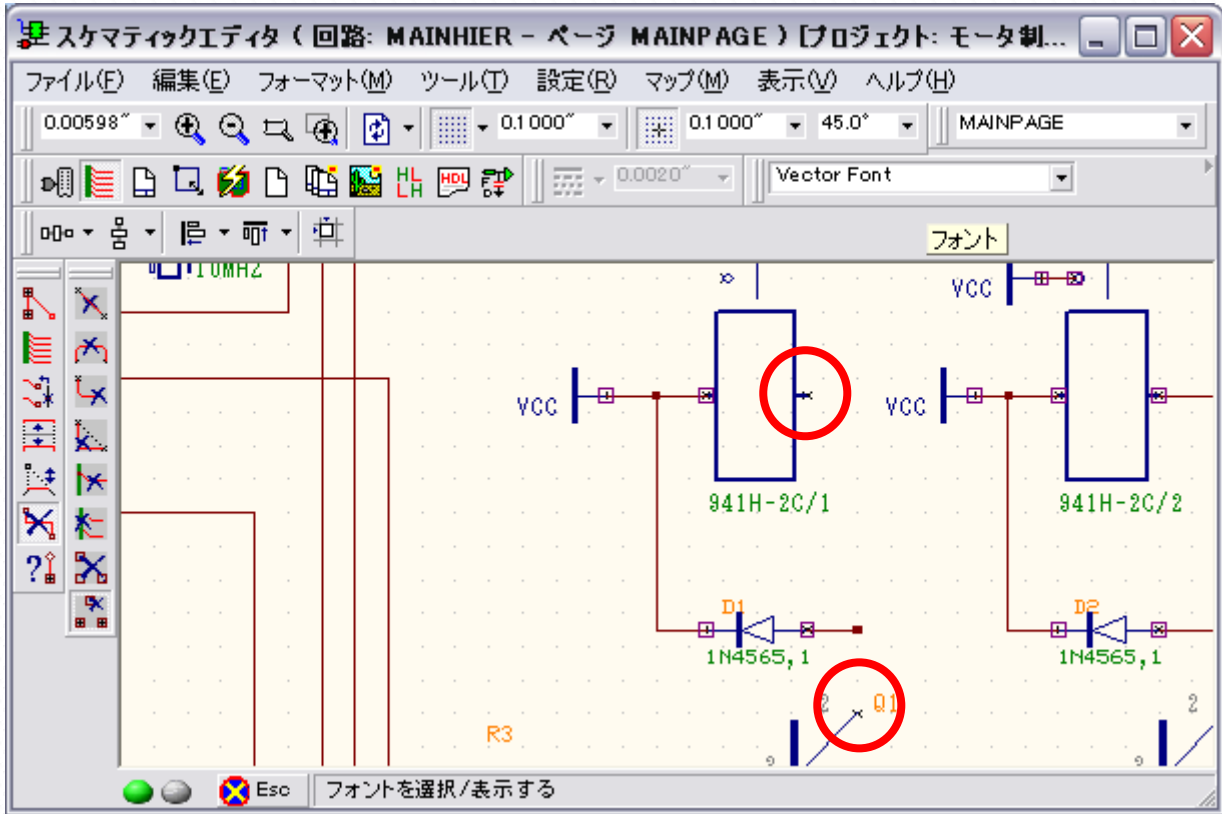 スケマティックエディタ ( 回路: MAINHIER - ページ MAINPAGE ) [プロジェクト: モータ制...
ファイル(F) 編集(E) フォーマット(M) ツール(T) 設定(R) マップ(M) 表示(V) ヘルプ(H)
0.00598" 0.1000" 0.1000" 45.0° MAINPAGE
HL LH HDL 0.0020" Vector Font
フォント
10MHZ
VCC
VCC
VCC
941H-2C/1
941H-2C/2
D1
D2
1N4565,1
1N4565,1
2
Q1
2
R3
Esc フォントを選択/表示する